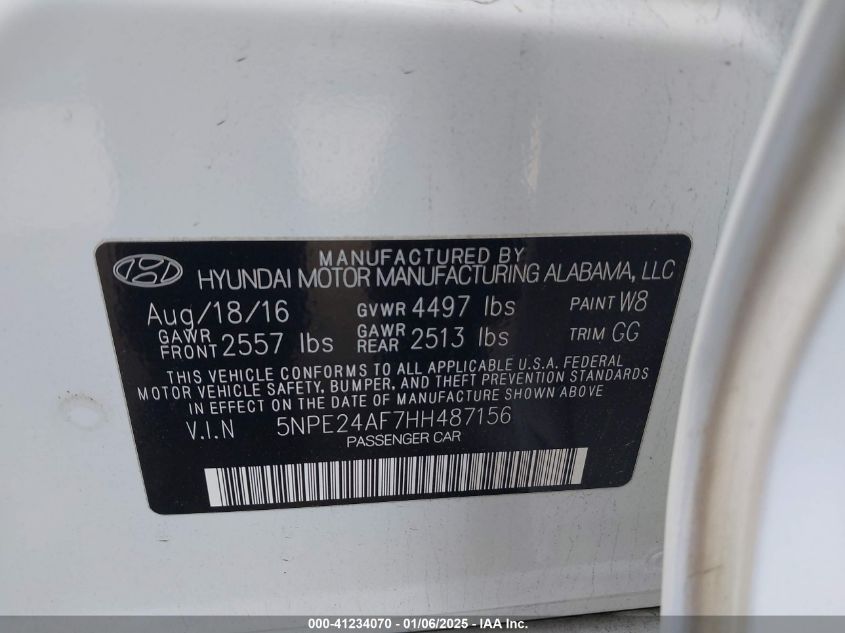 MANUFACTURED BY
HYUNDAI MOTOR MANUFACTURING ALABAMA, LLC
Aug/18/16 GVWR 4497 lbs PAINT W8
GAWR FRONT 2557 lbs GAWR REAR 2513 lbs TRIM GG
THIS VEHICLE CONFORMS TO ALL APPLICABLE U.S.A. FEDERAL
MOTOR VEHICLE SAFETY, BUMPER, AND THEFT PREVENTION STANDARDS
IN EFFECT ON THE DATE OF MANUFACTURE SHOWN ABOVE.
V.I.N 5NPE24AF7HH487156
PASSENGER CAR
000-41234070 - 01/06/2025 - IAA Inc.